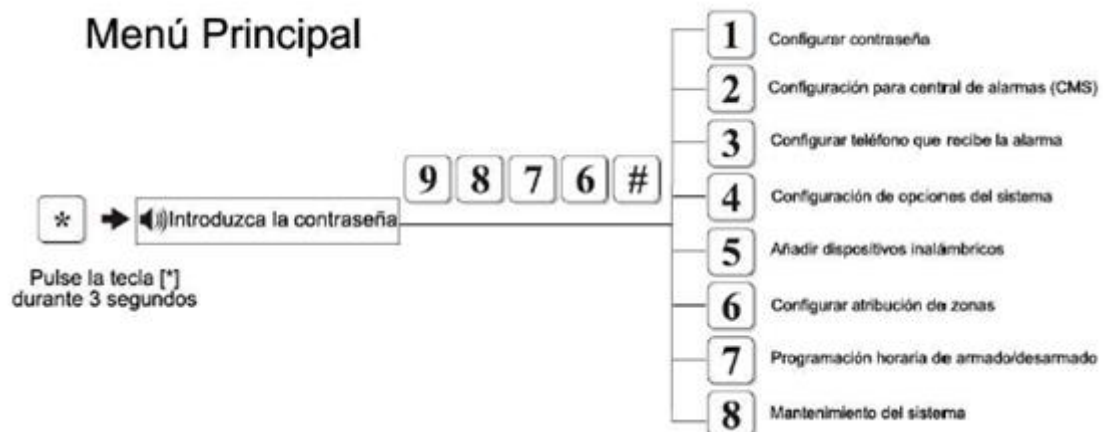 Menú Principal
1 Configurar contraseña
2 Configuración para central de alarmas (CMS)
3 Configurar teléfono que recibe la alarma
9 8 7 6 #
4 Configuración de opciones del sistema
* Introduzca la contraseña
5 Añadir dispositivos inalámbricos
Pulse la tecla [*]
durante 3 segundos
6 Configurar atribución de zonas
7 Programación horaria de armado/desarmado
8 Mantenimiento del sistema